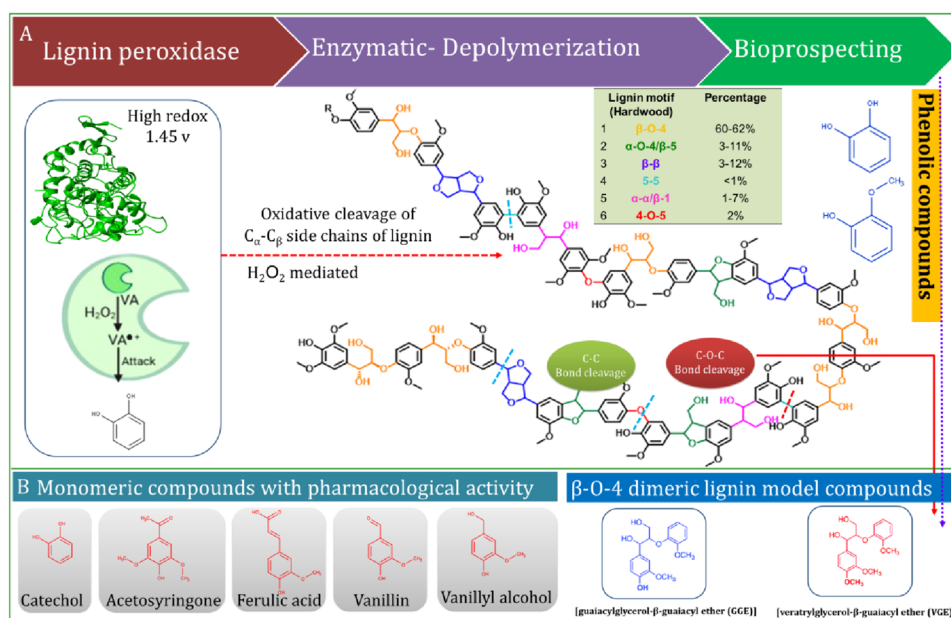 A
Lignin peroxidase
Enzymatic- Depolymerization
Bioprospecting
High redox
1.45 v
VA
H₂O₂
VA●+
Attack
Oxidative cleavage of
Cα-Cβ side chains of lignin
H₂O₂ mediated
Lignin motif (Hardwood) Percentage
1 β-O-4 60-62%
2 α-O-4/β-5 3-11%
3 β-β 3-12%
4 5-5 <1%
5 α-α/β-1 1-7%
6 4-O-5 2%
Phenolic compounds
C-C
Bond cleavage
C-O-C
Bond cleavage
B Monomeric compounds with pharmacological activity
Catechol
Acetosyringone
Ferulic acid
Vanillin
Vanillyl alcohol
β-O-4 dimeric lignin model compounds
[guaiacylglycerol-β-guaiacyl ether (GGE)]
[veratrylglycerol-β-guaiacyl ether (VGE)